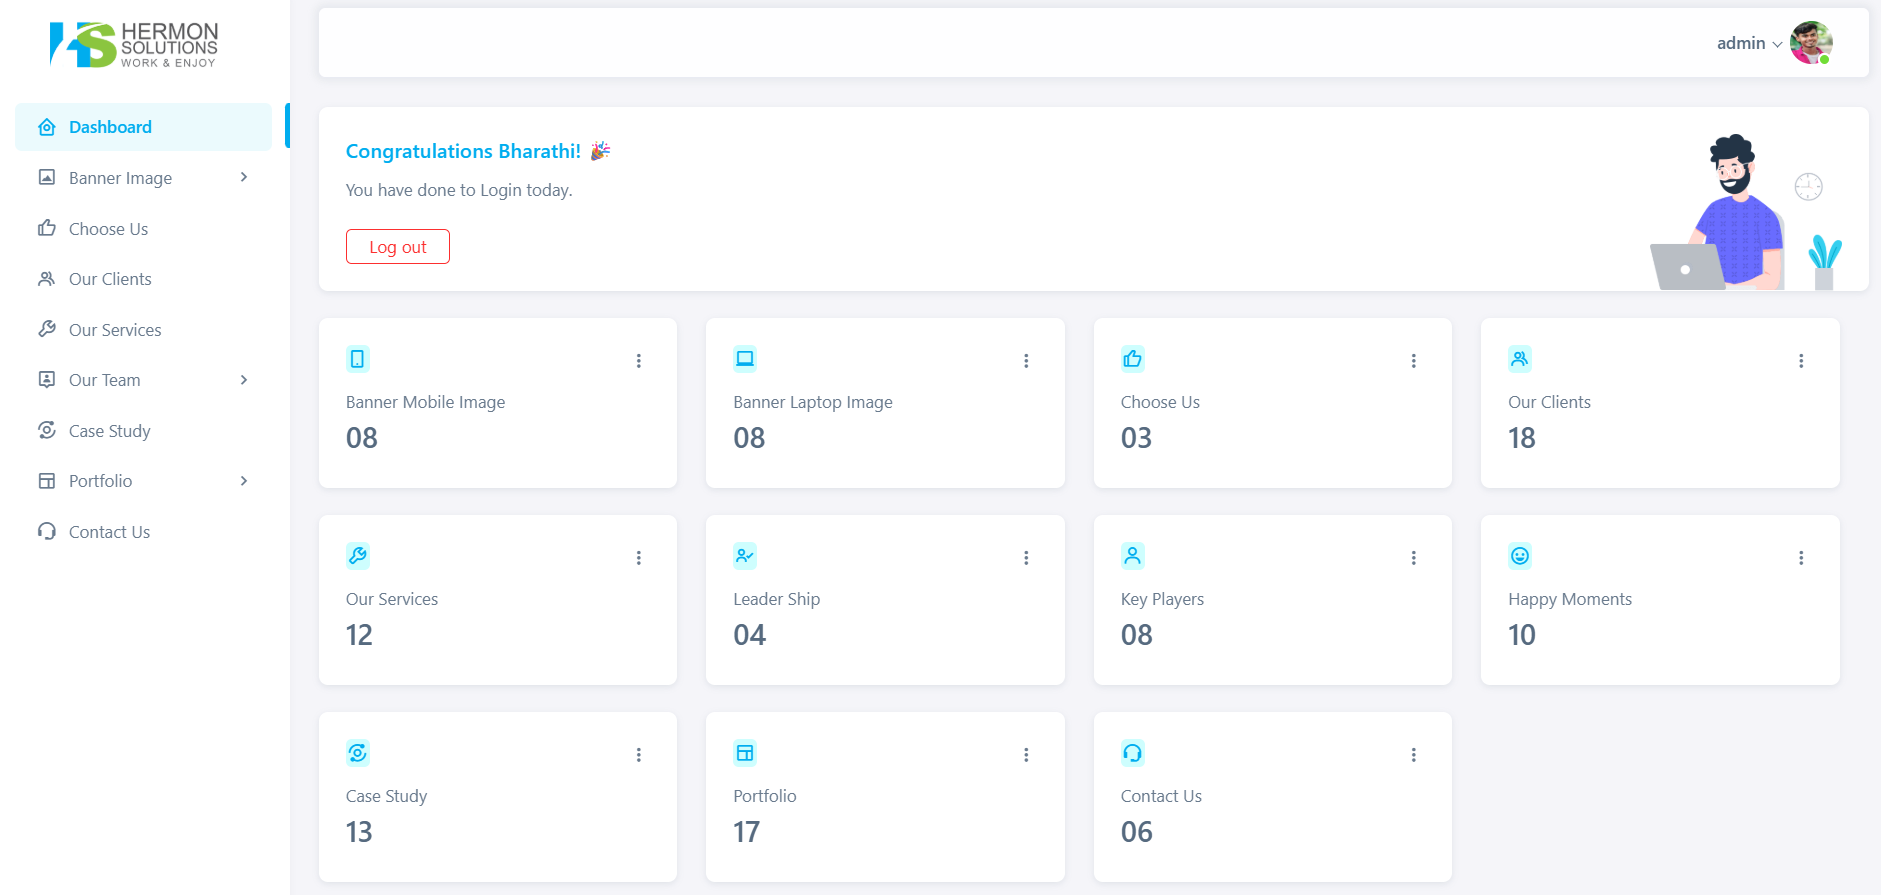 HERMON
SOLUTIONS
WORK & ENJOY
Dashboard
Banner Image
Choose Us
Our Clients
Our Services
Our Team
Case Study
Portfolio
Contact Us
admin
Congratulations Bharathi! 🎉
You have done to Login today.
Log out
Banner Mobile Image
08
Banner Laptop Image
08
Choose Us
03
Our Clients
18
Our Services
12
Leader Ship
04
Key Players
08
Happy Moments
10
Case Study
13
Portfolio
17
Contact Us
06